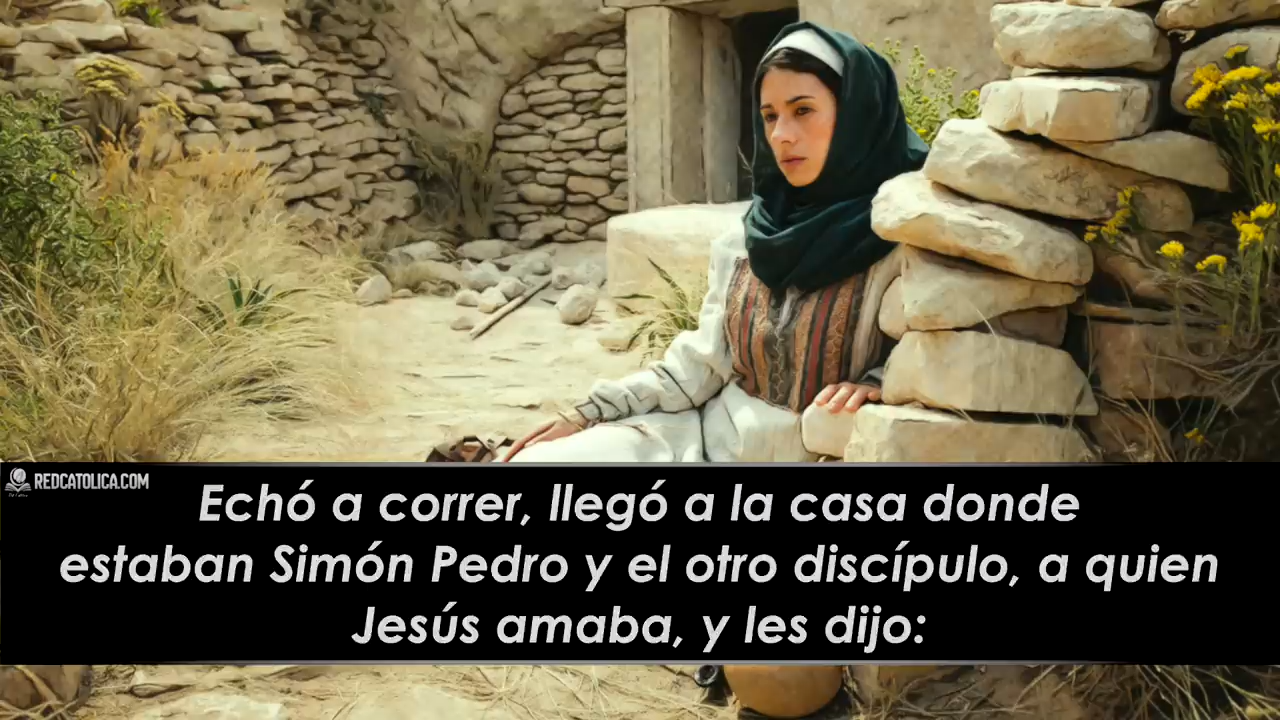 REDCATOLICA.COM
Echó a correr, llegó a la casa donde
estaban Simón Pedro y el otro discípulo, a quien
Jesús amaba, y les dijo: